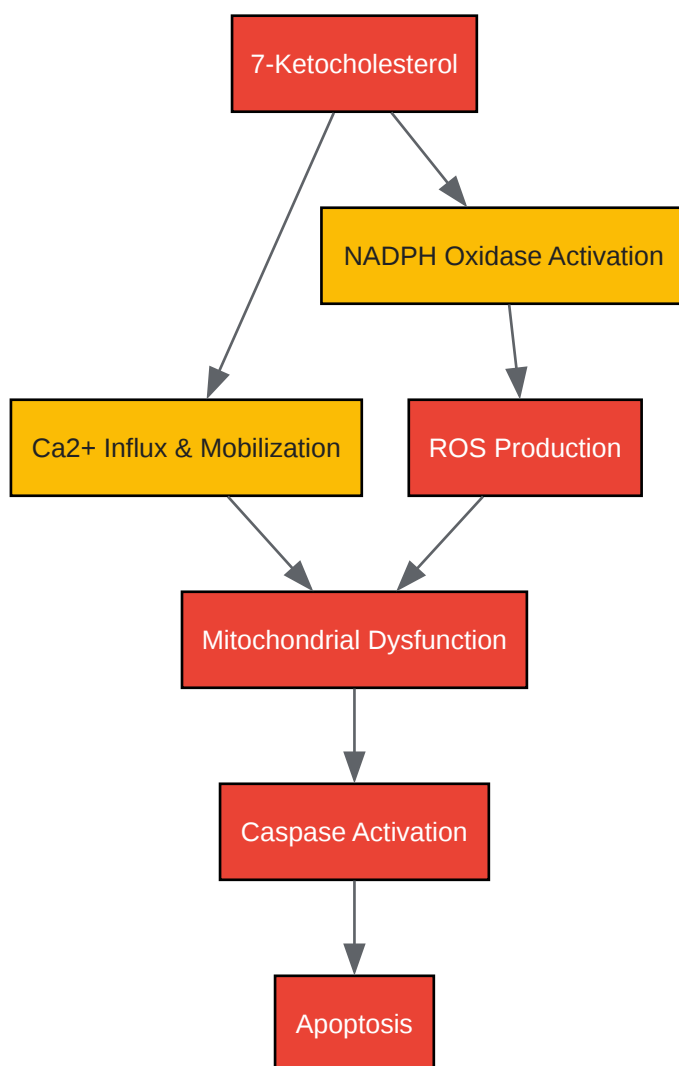 7-Ketocholesterol
NADPH Oxidase Activation
Ca2+ Influx & Mobilization
ROS Production
Mitochondrial Dysfunction
Caspase Activation
Apoptosis